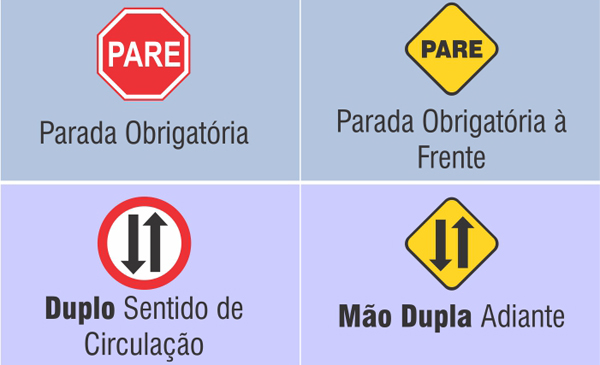 PARE
Parada Obrigatória
PARE
Parada Obrigatória à
Frente
Duplo Sentido de
Circulação
Mão Dupla Adiante